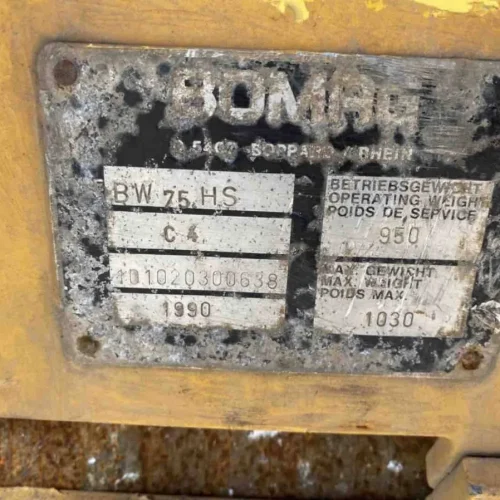 BOMAG
D 5407 BOPPARD / RHEIN
BW 75 HS
C 4
101020300638
1990
BETRIEBSGEWICHT
OPERATING WEIGHT
POIDS DE SERVICE
950
MAX. GEWICHT
MAX. WEIGHT
POIDS MAX.
1030